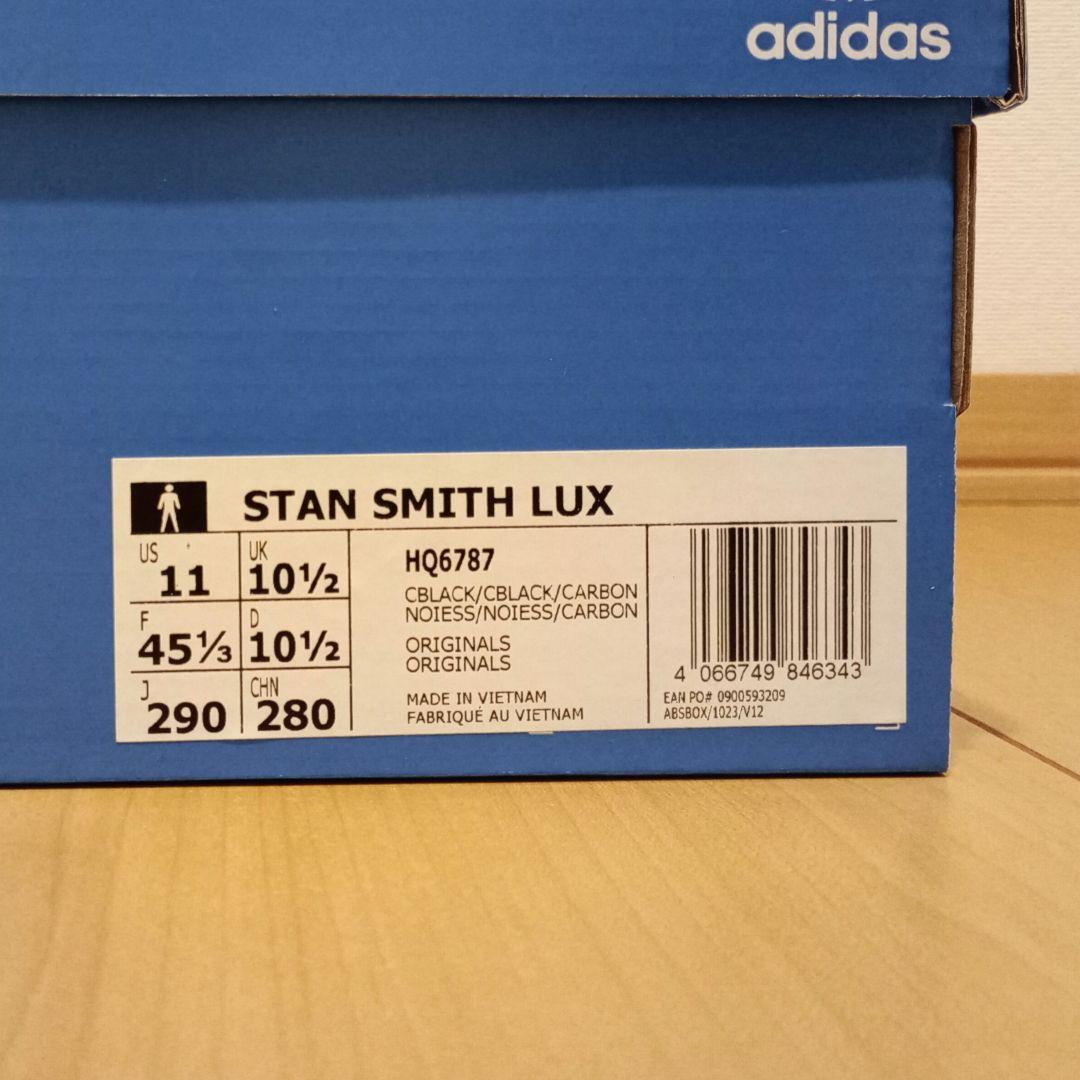 adidas
STAN SMITH LUX
US 11 UK 10½
F 45⅓ D 10½
J 290 CHN 280
HQ6787
CBLACK/CBLACK/CARBON
NOIESS/NOIESS/CARBON
ORIGINALS
ORIGINALS
MADE IN VIETNAM
FABRIQUÉ AU VIETNAM
4 066749 846343
EAN PO# 0900593209
ABSBOX/1023/V12